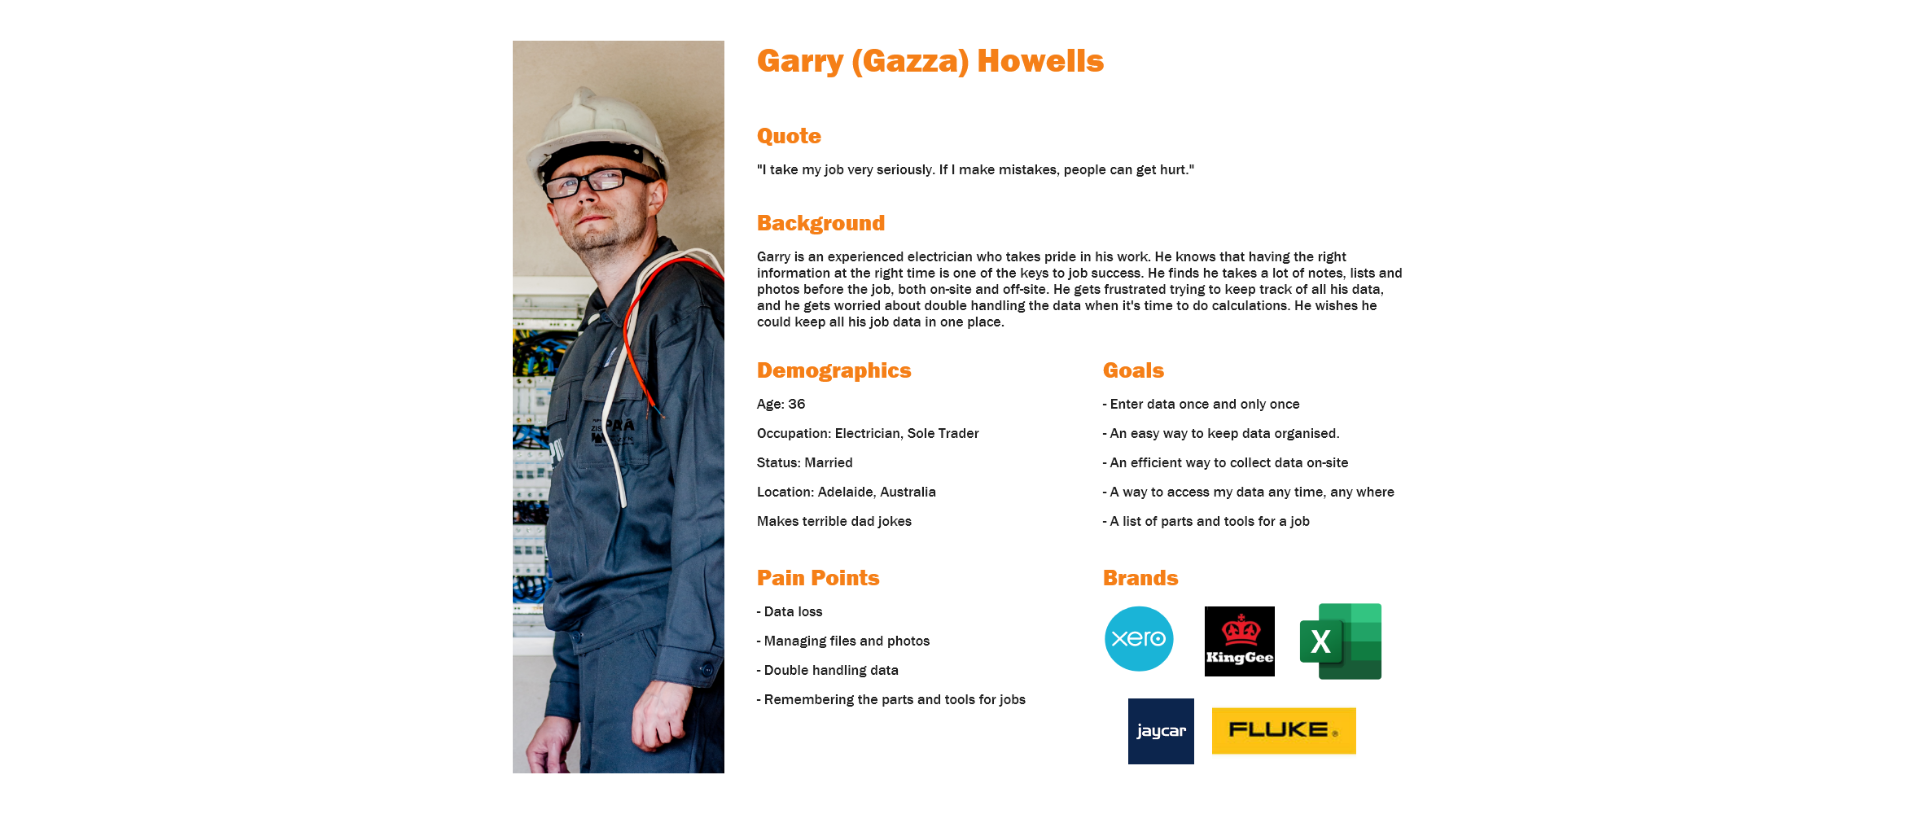 Garry (Gazza) Howells
Quote
"I take my job very seriously. If I make mistakes, people can get hurt."
Background
Garry is an experienced electrician who takes pride in his work. He knows that having the right
information at the right time is one of the keys to job success. He finds he takes a lot of notes, lists and
photos before the job, both on-site and off-site. He gets frustrated trying to keep track of all his data,
and he gets worried about double handling the data when it's time to do calculations. He wishes he
could keep all his job data in one place.
Demographics
Age: 36
Occupation: Electrician, Sole Trader
Status: Married
Location: Adelaide, Australia
Makes terrible dad jokes
Goals
- Enter data once and only once
- An easy way to keep data organised.
- An efficient way to collect data on-site
- A way to access my data any time, any where
- A list of parts and tools for a job
Pain Points
- Data loss
- Managing files and photos
- Double handling data
- Remembering the parts and tools for jobs
Brands
xero
KingGee
X
jaycar
FLUKE®